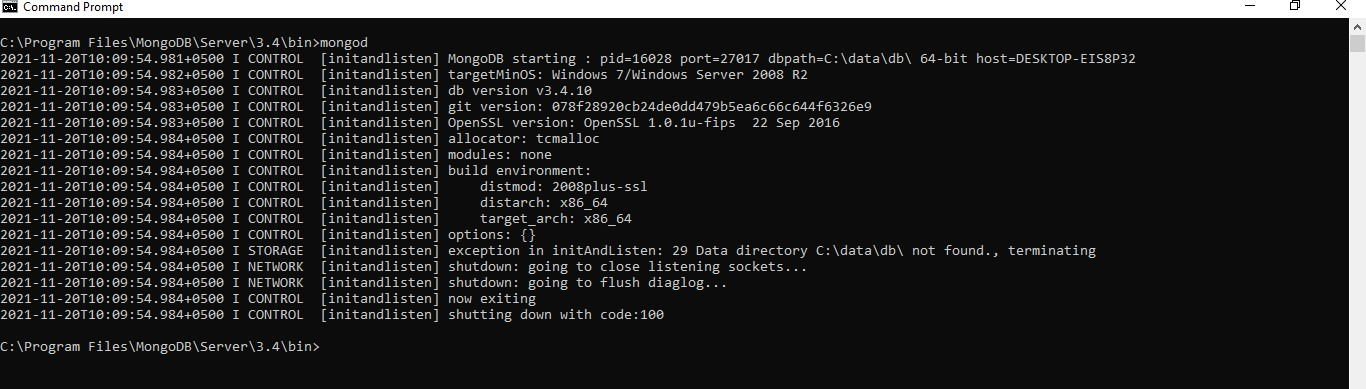 Command Prompt
C:\Program Files\MongoDB\Server\3.4\bin>mongod
2021-11-20T10:09:54.981+0500 I CONTROL  [initandlisten] MongoDB starting : pid=16028 port=27017 dbpath=C:\data\db\ 64-bit host=DESKTOP-EIS8P32
2021-11-20T10:09:54.982+0500 I CONTROL  [initandlisten] targetMinOS: Windows 7/Windows Server 2008 R2
2021-11-20T10:09:54.983+0500 I CONTROL  [initandlisten] db version v3.4.10
2021-11-20T10:09:54.983+0500 I CONTROL  [initandlisten] git version: 078f28920cb24de0dd479b5ea6c66c644f6326e9
2021-11-20T10:09:54.983+0500 I CONTROL  [initandlisten] OpenSSL version: OpenSSL 1.0.1u-fips  22 Sep 2016
2021-11-20T10:09:54.984+0500 I CONTROL  [initandlisten] allocator: tcmalloc
2021-11-20T10:09:54.984+0500 I CONTROL  [initandlisten] modules: none
2021-11-20T10:09:54.984+0500 I CONTROL  [initandlisten] build environment:
2021-11-20T10:09:54.984+0500 I CONTROL  [initandlisten]     distmod: 2008plus-ssl
2021-11-20T10:09:54.984+0500 I CONTROL  [initandlisten]     distarch: x86_64
2021-11-20T10:09:54.984+0500 I CONTROL  [initandlisten]     target_arch: x86_64
2021-11-20T10:09:54.984+0500 I CONTROL  [initandlisten] options: {}
2021-11-20T10:09:54.984+0500 I STORAGE  [initandlisten] exception in initAndListen: 29 Data directory C:\data\db\ not found., terminating
2021-11-20T10:09:54.984+0500 I NETWORK  [initandlisten] shutdown: going to close listening sockets...
2021-11-20T10:09:54.984+0500 I NETWORK  [initandlisten] shutdown: going to flush diaglog...
2021-11-20T10:09:54.984+0500 I CONTROL  [initandlisten] now exiting
2021-11-20T10:09:54.984+0500 I CONTROL  [initandlisten] shutting down with code:100
C:\Program Files\MongoDB\Server\3.4\bin>